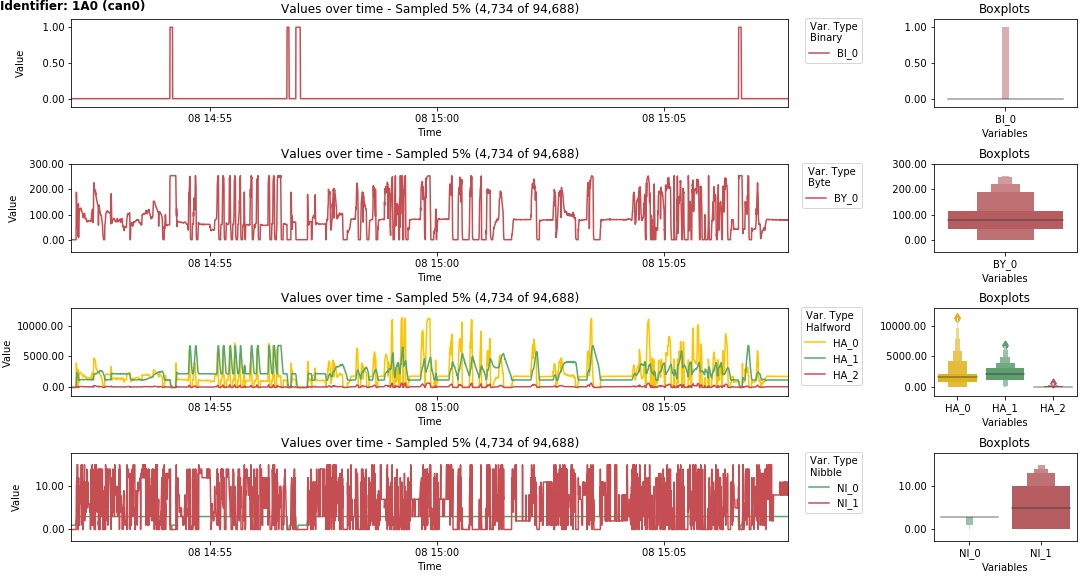 Identifier: 1A0 (can0)
Values over time - Sampled 5% (4,734 of 94,688)
Boxplots
Value
1.00
0.50
0.00
08 14:55
08 15:00
08 15:05
Time
Var. Type
Binary
BI_0
1.00
0.50
0.00
BI_0
Variables
Values over time - Sampled 5% (4,734 of 94,688)
Boxplots
Value
300.00
200.00
100.00
0.00
08 14:55
08 15:00
08 15:05
Time
Var. Type
Byte
BY_0
300.00
200.00
100.00
0.00
BY_0
Variables
Values over time - Sampled 5% (4,734 of 94,688)
Boxplots
Value
10000.00
5000.00
0.00
08 14:55
08 15:00
08 15:05
Time
Var. Type
Halfword
HA_0
HA_1
HA_2
10000.00
5000.00
0.00
HA_0
HA_1
HA_2
Variables
Values over time - Sampled 5% (4,734 of 94,688)
Boxplots
Value
10.00
0.00
08 14:55
08 15:00
08 15:05
Time
Var. Type
Nibble
NI_0
NI_1
10.00
0.00
NI_0
NI_1
Variables